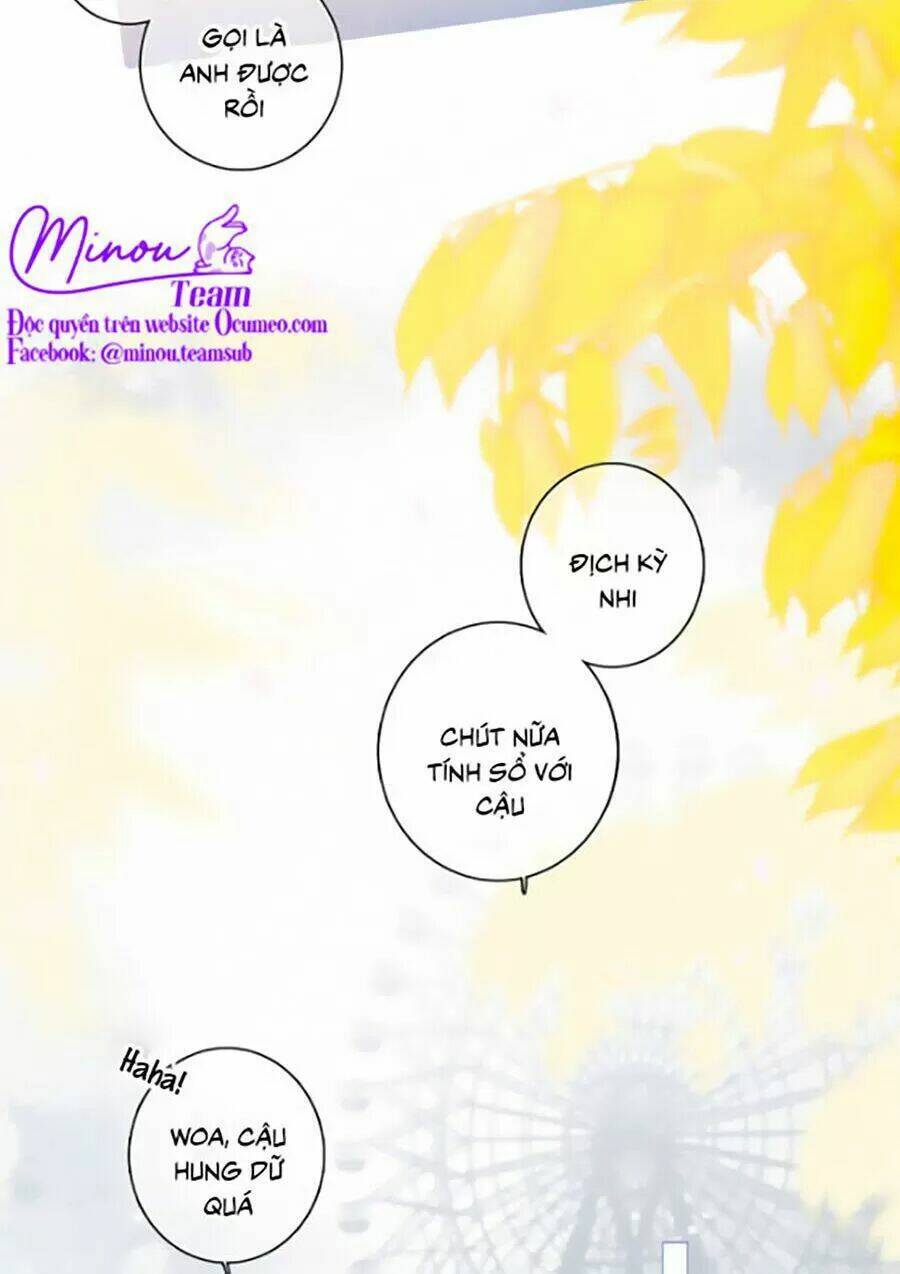 GỌI LÀ
ANH ĐƯỢC
RỒI
Minou
Team
Độc quyền trên website Ocumeo.com
Facebook: @minou.teamsub
ĐỊCH KỲ
NHI
CHÚT NỮA
TÍNH SỔ VỚI
CẬU
Haha!
WOA, CẬU
HUNG DỮ
QUÁ